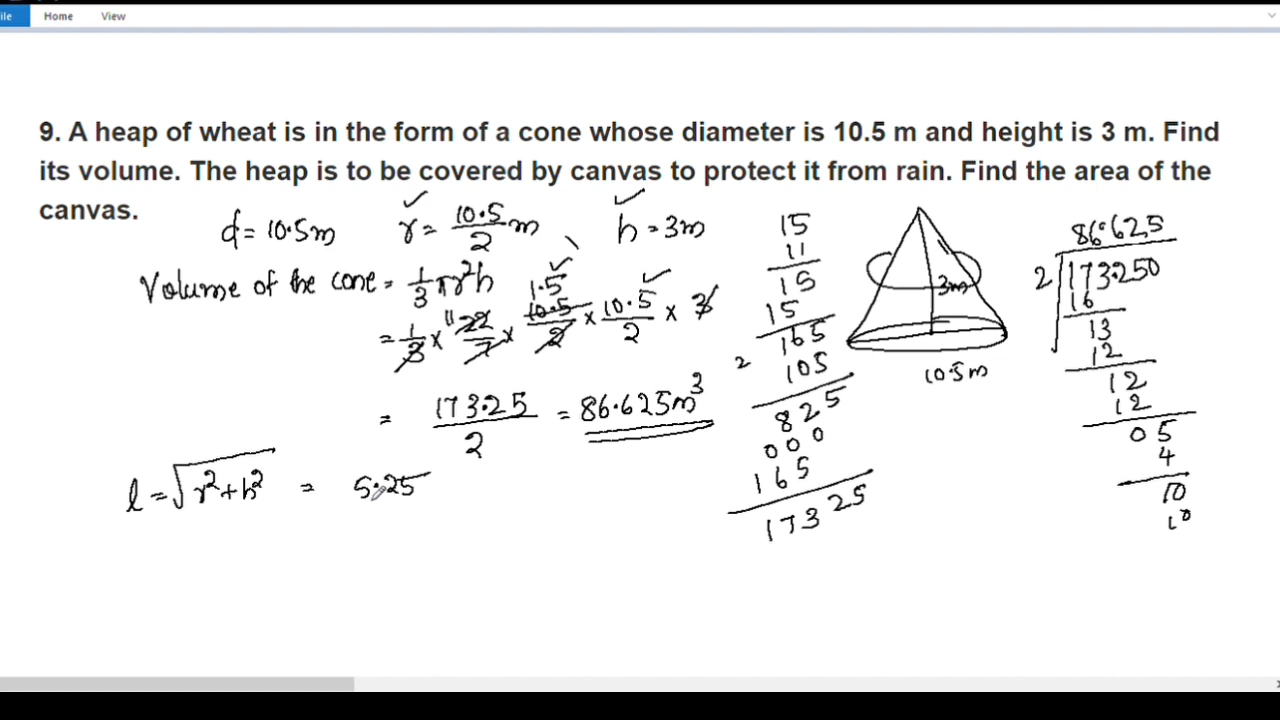 ile Home View
9. A heap of wheat is in the form of a cone whose diameter is 10.5 m and height is 3 m. Find
its volume. The heap is to be covered by canvas to protect it from rain. Find the area of the
canvas.
d = 10.5m r = 10.5/2 m h = 3m
Volume of the cone = 1/3 πr²h
1.5
= 1/3 × 11 22/7 × 10.5/2 × 10.5/2 × 3
= 173.25/2 = 86.625m³
l = √r²+h² = 5.25
15
11
15
15
165
2 105
825
000
165
17325
3m
10.5m
86.625
2 173.250
16
13
12
12
12
05
4
10
10